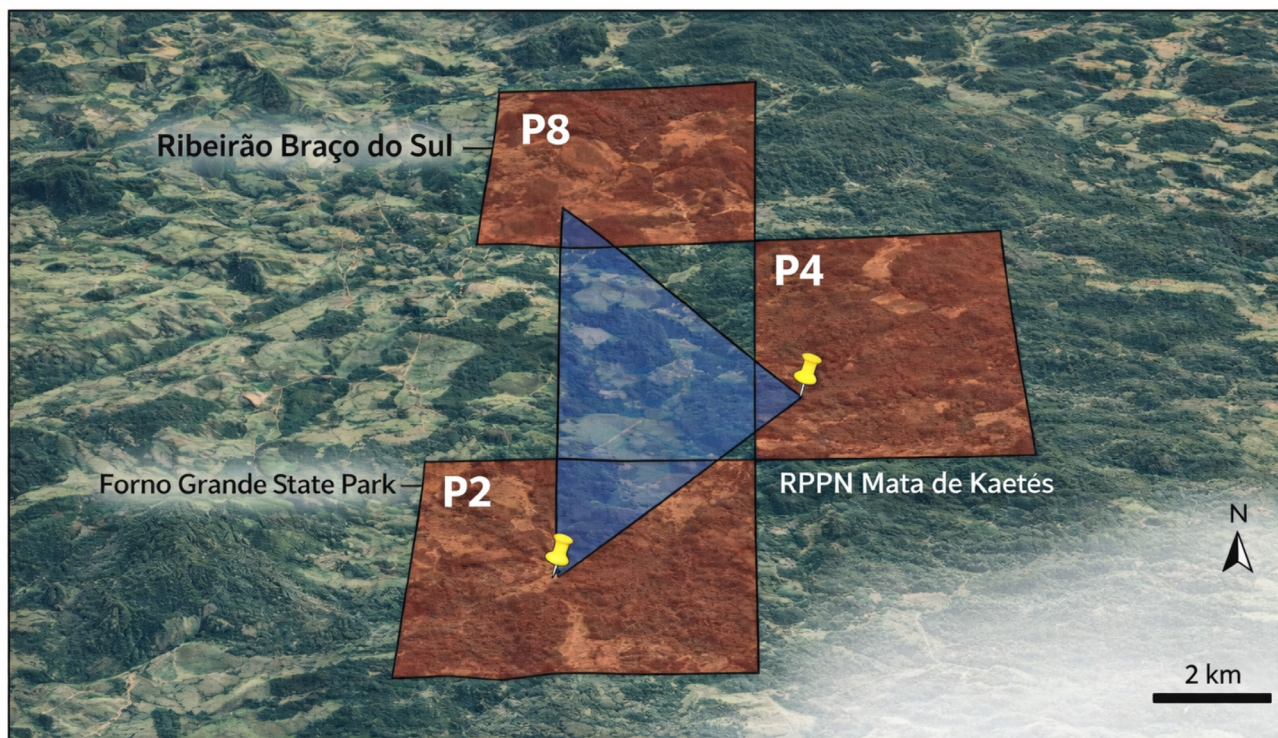 P8
Ribeirão Braço do Sul
P4
Forno Grande State Park
P2
RPPN Mata de Kaetés
N
2 km